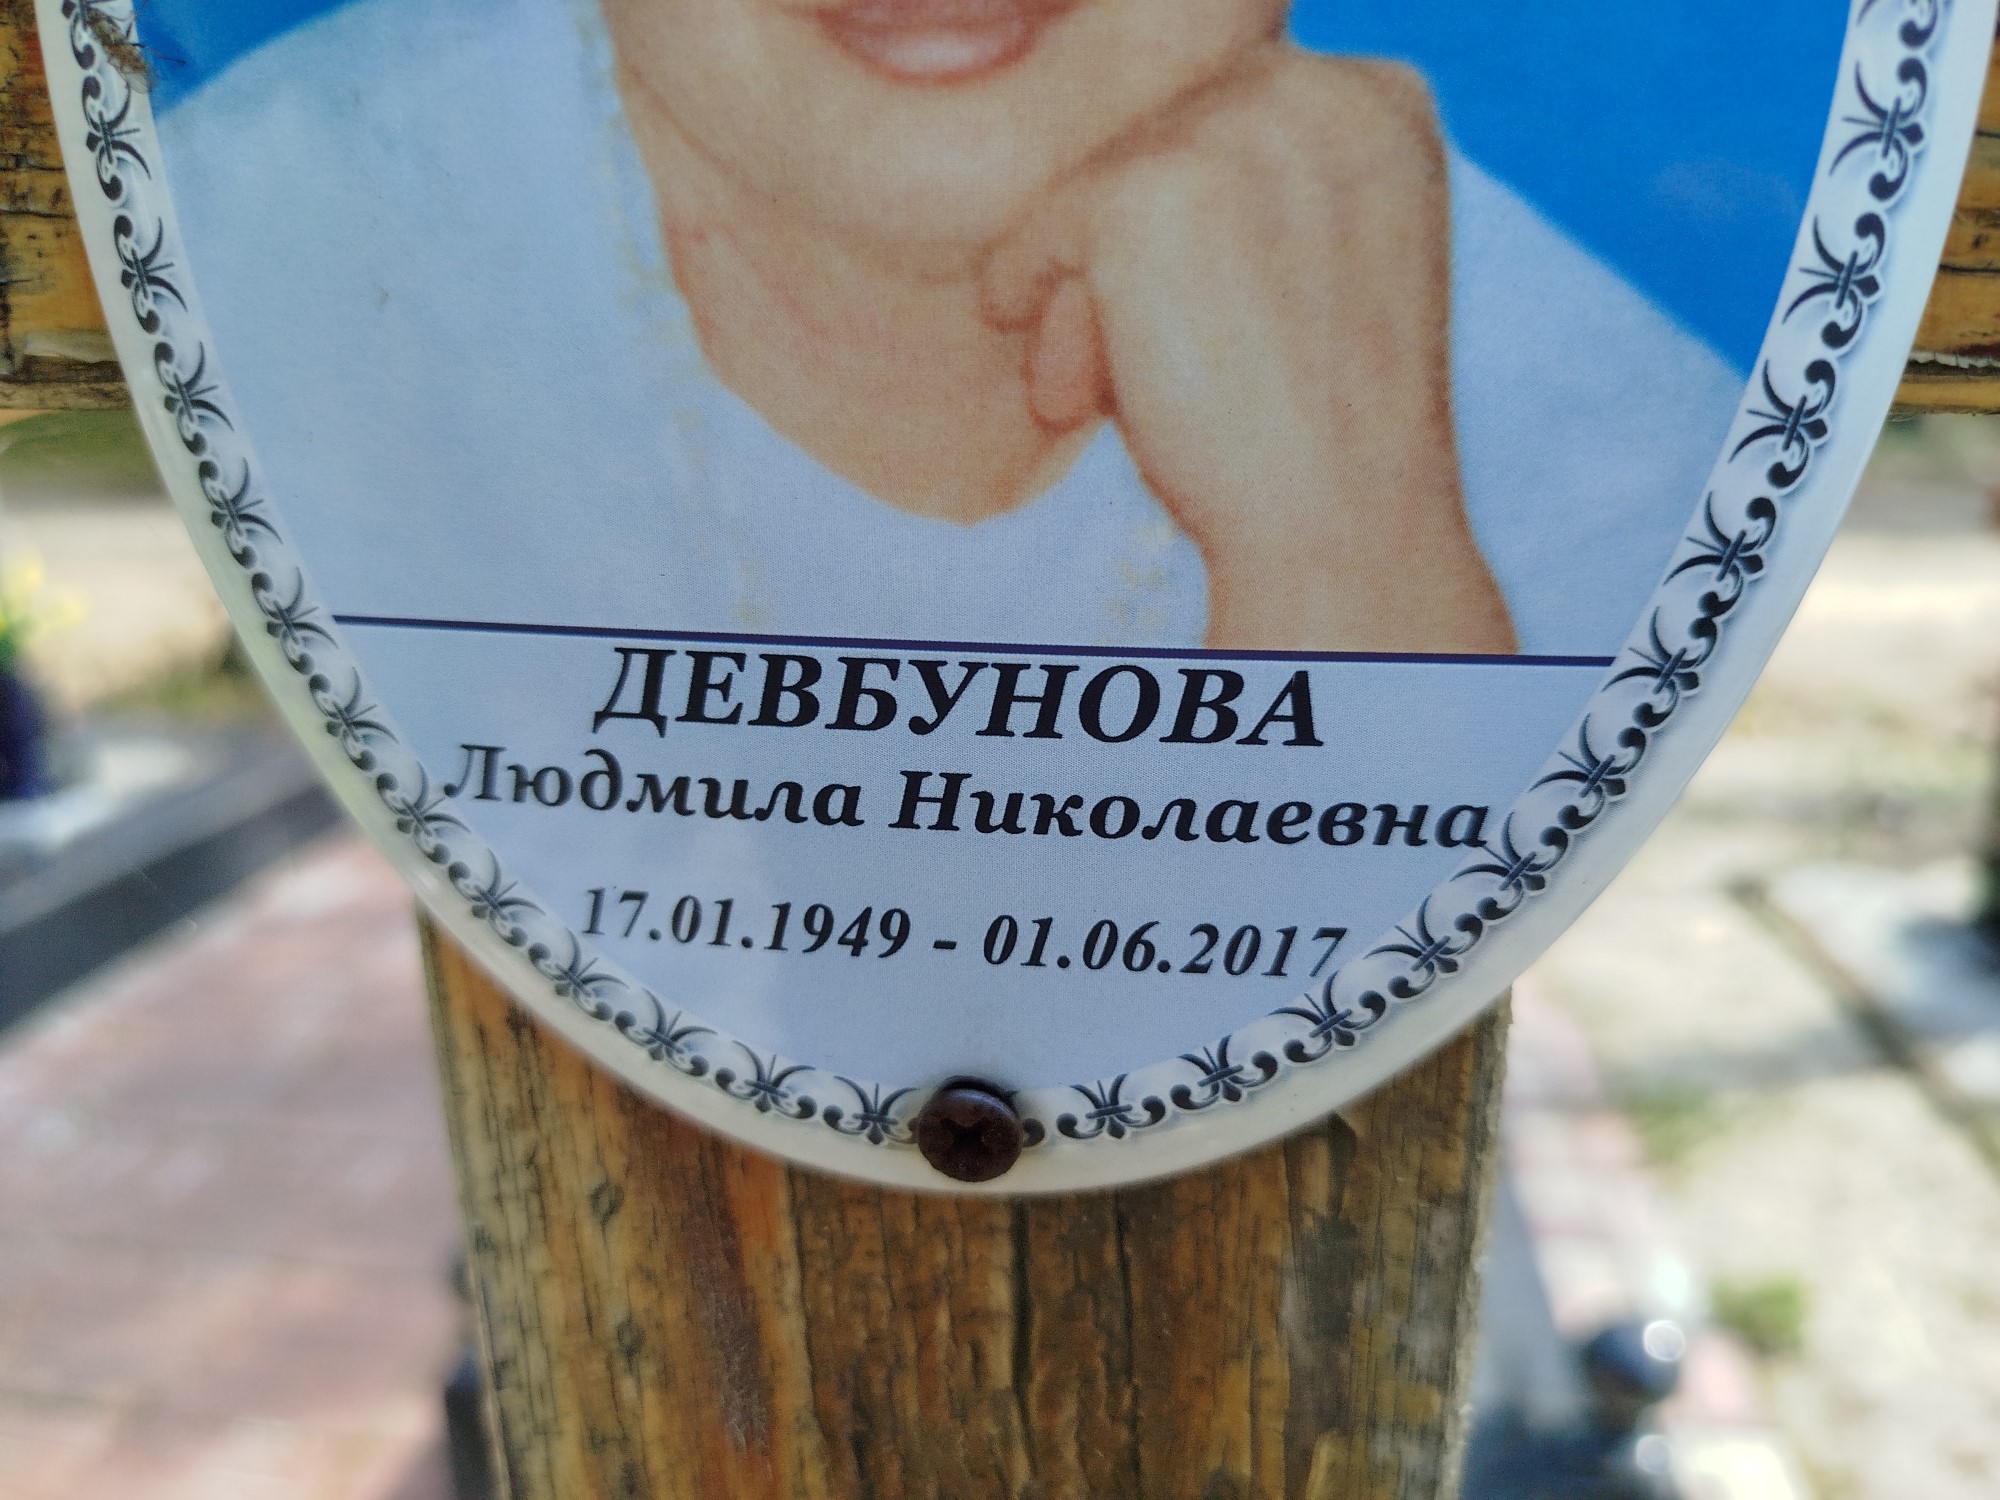 ДЕВБУНОВА
Людмила Николаевна
17.01.1949 - 01.06.2017